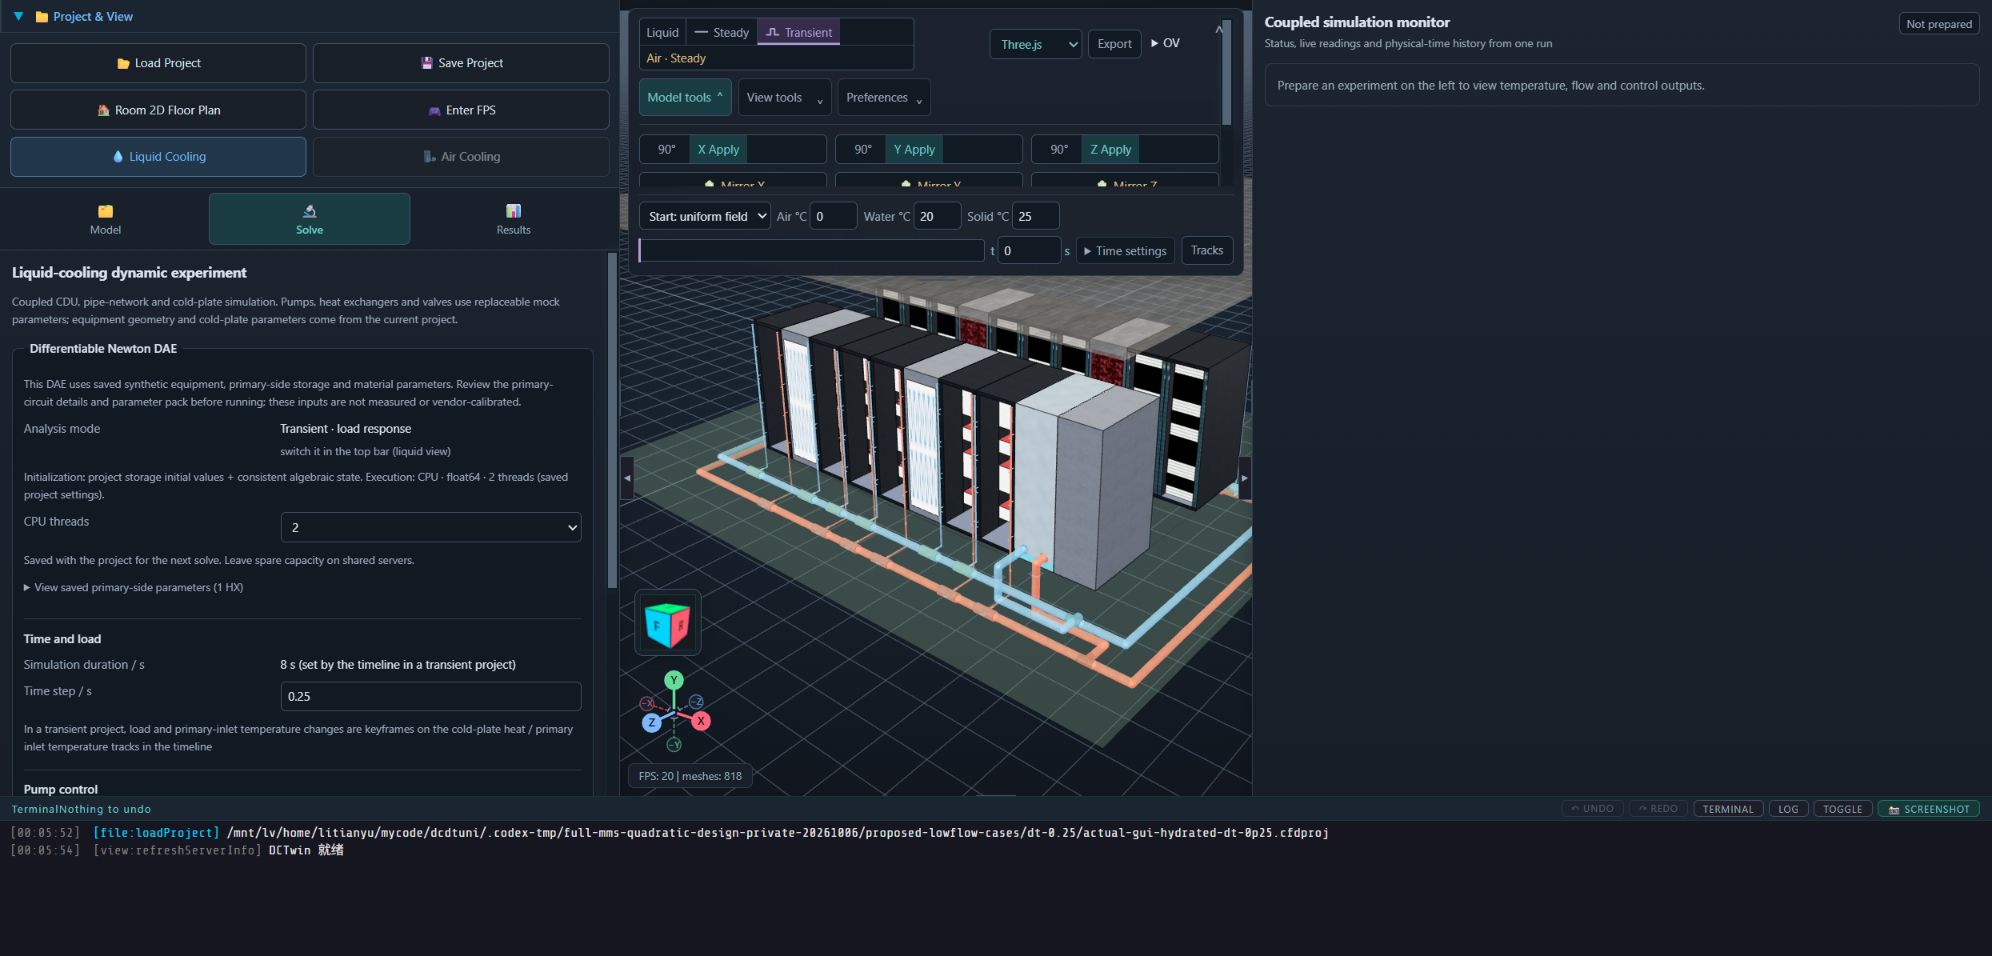 ▼ Project & View
Load Project
Save Project
Room 2D Floor Plan
Enter FPS
Liquid Cooling
Air Cooling
Model
Solve
Results
Liquid-cooling dynamic experiment
Coupled CDU, pipe-network and cold-plate simulation. Pumps, heat exchangers and valves use replaceable mock
parameters; equipment geometry and cold-plate parameters come from the current project.
Differentiable Newton DAE
This DAE uses saved synthetic equipment, primary-side storage and material parameters. Review the primary-
circuit details and parameter pack before running; these inputs are not measured or vendor-calibrated.
Analysis mode
Transient · load response
switch it in the top bar (liquid view)
Initialization: project storage initial values + consistent algebraic state. Execution: CPU · float64 · 2 threads (saved
project settings).
CPU threads
2
Saved with the project for the next solve. Leave spare capacity on shared servers.
▶ View saved primary-side parameters (1 HX)
Time and load
Simulation duration / s
8 s (set by the timeline in a transient project)
Time step / s
0.25
In a transient project, load and primary-inlet temperature changes are keyframes on the cold-plate heat / primary
inlet temperature tracks in the timeline
Pump control
Liquid
Steady
Transient
Air · Steady
Three.js
Export
▶ OV
Model tools ^
View tools
Preferences
90° X Apply
90° Y Apply
90° Z Apply
Mirror X
Mirror Y
Mirror Z
Start: uniform field
Air °C 0
Water °C 20
Solid °C 25
t 0 s
▶ Time settings
Tracks
F
R
Y
-X
-Z
Z
X
-Y
FPS: 20 | meshes: 818
Coupled simulation monitor
Not prepared
Status, live readings and physical-time history from one run
Prepare an experiment on the left to view temperature, flow and control outputs.
TerminalNothing to undo
UNDO
REDO
TERMINAL
LOG
TOGGLE
SCREENSHOT
[00:05:52] [file:loadProject] /mnt/lv/home/litianyu/mycode/dcdtuni/.codex-tmp/full-mms-quadratic-design-private-20261006/proposed-lowflow-cases/dt-0.25/actual-gui-hydrated-dt-0p25.cfdproj
[00:05:54] [view:refreshServerInfo] DCTwin 就绪